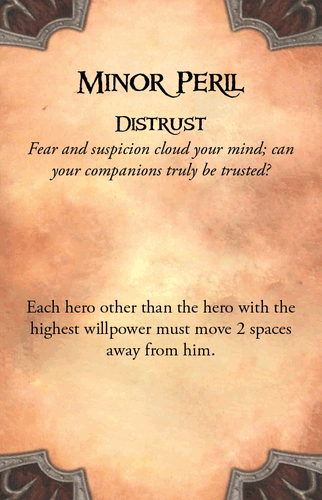 Minor Peril
Distrust
Fear and suspicion cloud your mind; can
your companions truly be trusted?
Each hero other than the hero with the
highest willpower must move 2 spaces
away from him.